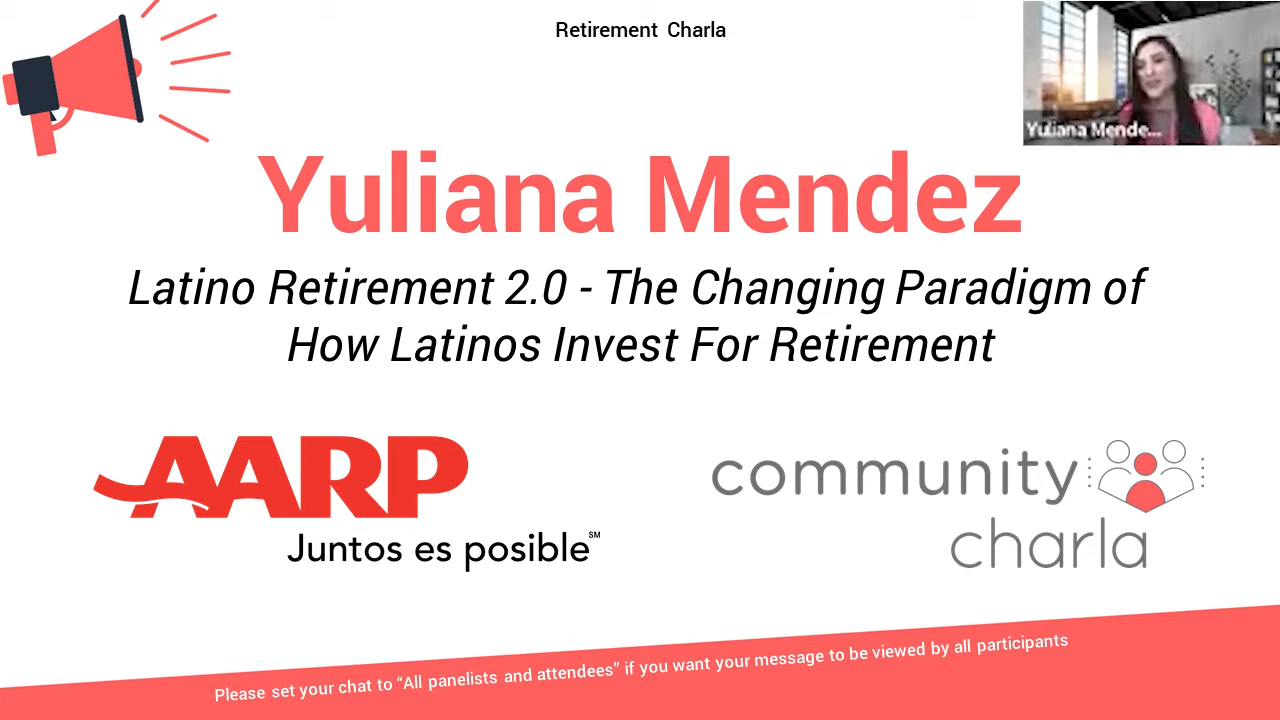 Retirement Charla
Yuliana Mende...
Yuliana Mendez
Latino Retirement 2.0 - The Changing Paradigm of
How Latinos Invest For Retirement
AARP
Juntos es posible℠
community
charla
Please set your chat to “All panelists and attendees” if you want your message to be viewed by all participants